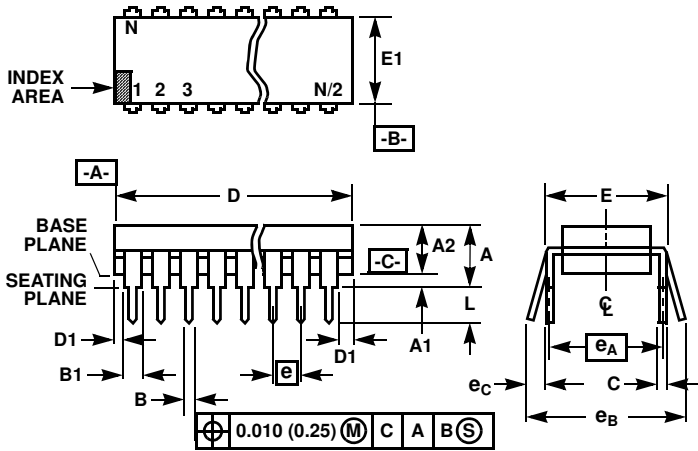 N
INDEX
AREA
1 2 3 N/2
E1
-B-
-A-
D
E
BASE
PLANE
SEATING
PLANE
-C-
A2
A
L
A1
D1
D1
B1
B
e
℄
eA
eC
C
eB
0.010 (0.25) Ⓜ C A B Ⓢ